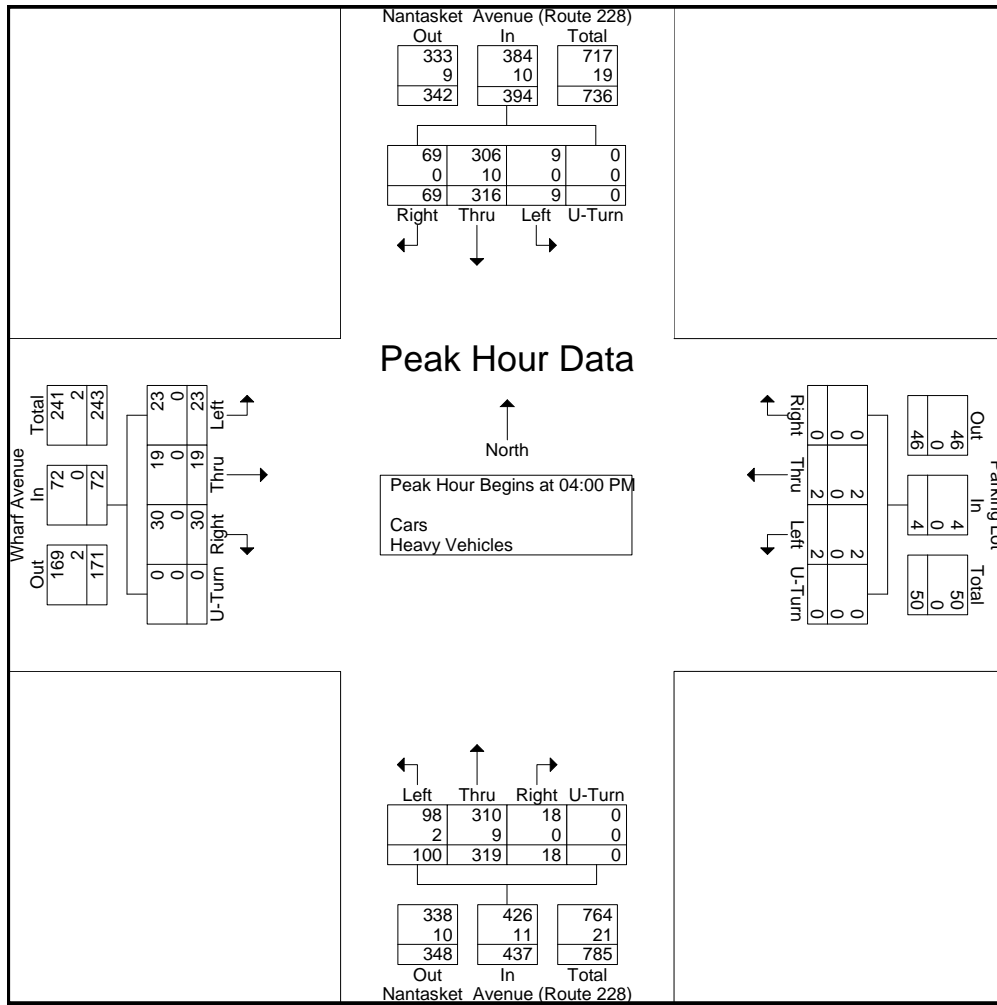 Nantasket Avenue (Route 228)
Out In Total
333 384 717
9 10 19
342 394 736
69 306 9 0
0 10 0 0
69 316 9 0
Right Thru Left U-Turn
Peak Hour Data
North
Peak Hour Begins at 04:00 PM
Cars
Heavy Vehicles
Wharf Avenue
Out In Total
169 72 241
2 0 2
171 72 243
U-Turn Right Thru Left
0 30 19 23
0 0 0 0
0 30 19 23
Parking Lot
Out In Total
46 4 50
0 0 0
46 4 50
0 2 2 0
0 0 0 0
0 2 2 0
Right Thru Left U-Turn
Left Thru Right U-Turn
98 310 18 0
2 9 0 0
100 319 18 0
338 426 764
10 11 21
348 437 785
Out In Total
Nantasket Avenue (Route 228)